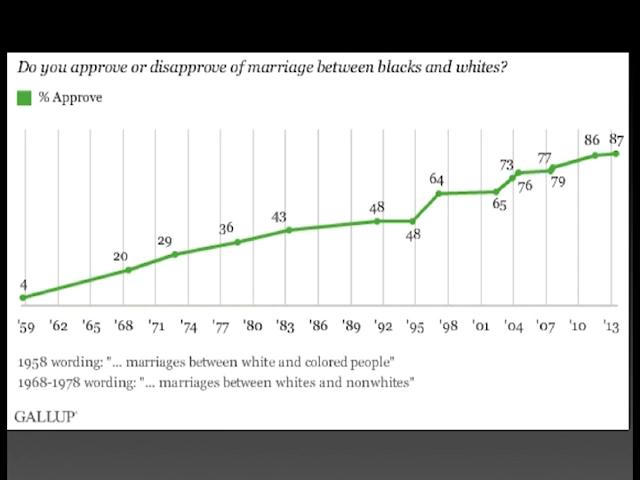 Do you approve or disapprove of marriage between blacks and whites?
% Approve
4
20
29
36
43
48
48
64
65
73
76
77
79
86
87
'59 '62 '65 '68 '71 '74 '77 '80 '83 '86 '89 '92 '95 '98 '01 '04 '07 '10 '13
1958 wording: "... marriages between white and colored people"
1968-1978 wording: "... marriages between whites and nonwhites"
GALLUP